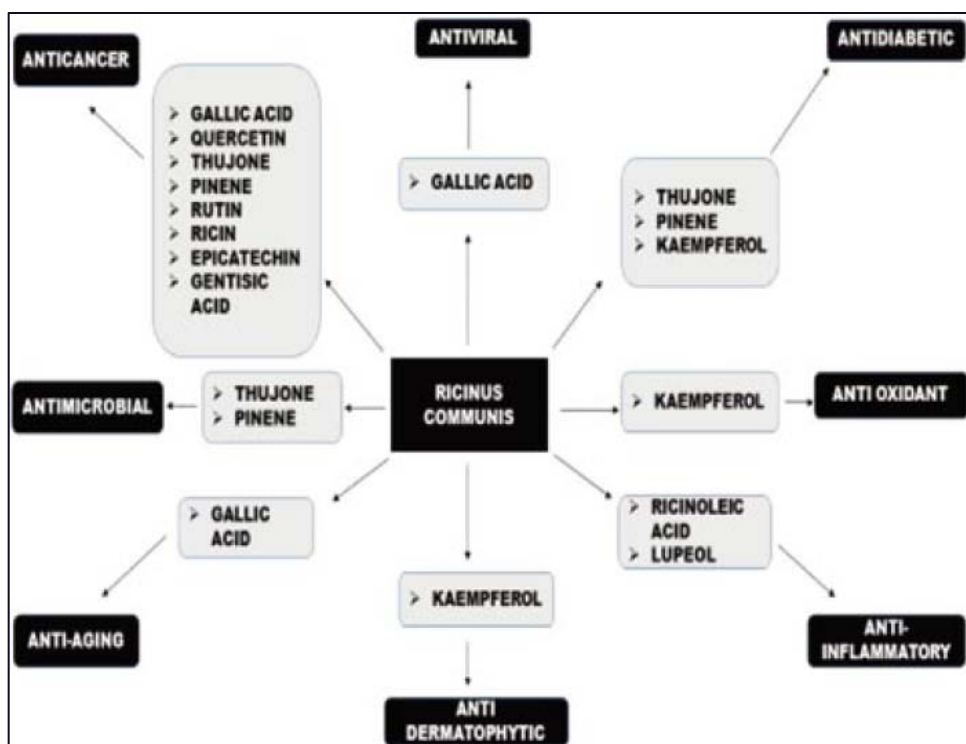 ANTICANCER
ANTIVIRAL
ANTIDIABETIC
GALLIC ACID
QUERCETIN
THUJONE
PINENE
RUTIN
RICIN
EPICATECHIN
GENTISIC
ACID
GALLIC ACID
THUJONE
PINENE
KAEMPFEROL
ANTIMICROBIAL
THUJONE
PINENE
RICINUS
COMMUNIS
KAEMPFEROL
ANTI OXIDANT
GALLIC
ACID
RICINOLEIC
ACID
LUPEOL
KAEMPFEROL
ANTI-AGING
ANTI-
INFLAMMATORY
ANTI
DERMATOPHYTIC